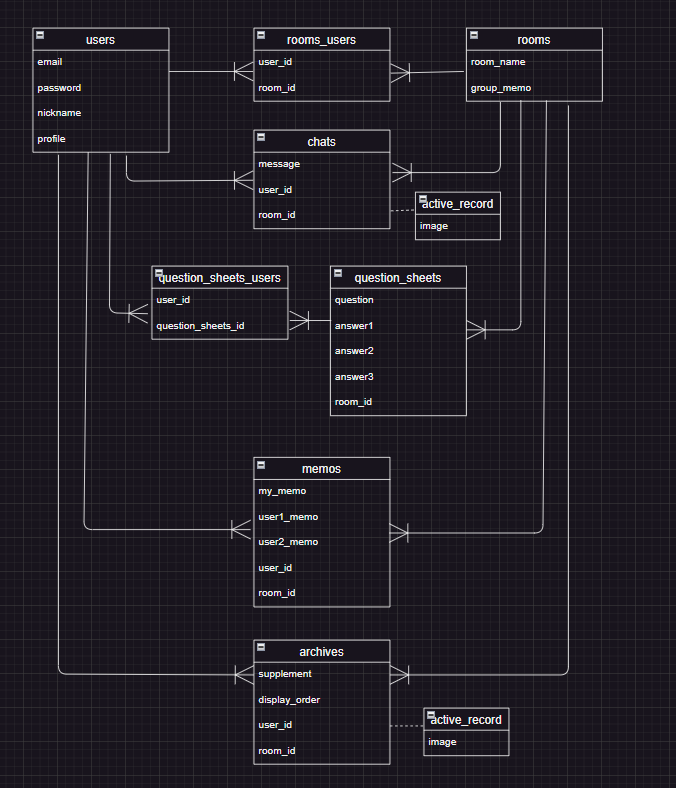 users
email
password
nickname
profile
rooms_users
user_id
room_id
rooms
room_name
group_memo
chats
message
user_id
room_id
active_record
image
question_sheets_users
user_id
question_sheets_id
question_sheets
question
answer1
answer2
answer3
room_id
memos
my_memo
user1_memo
user2_memo
user_id
room_id
archives
supplement
display_order
user_id
room_id
active_record
image